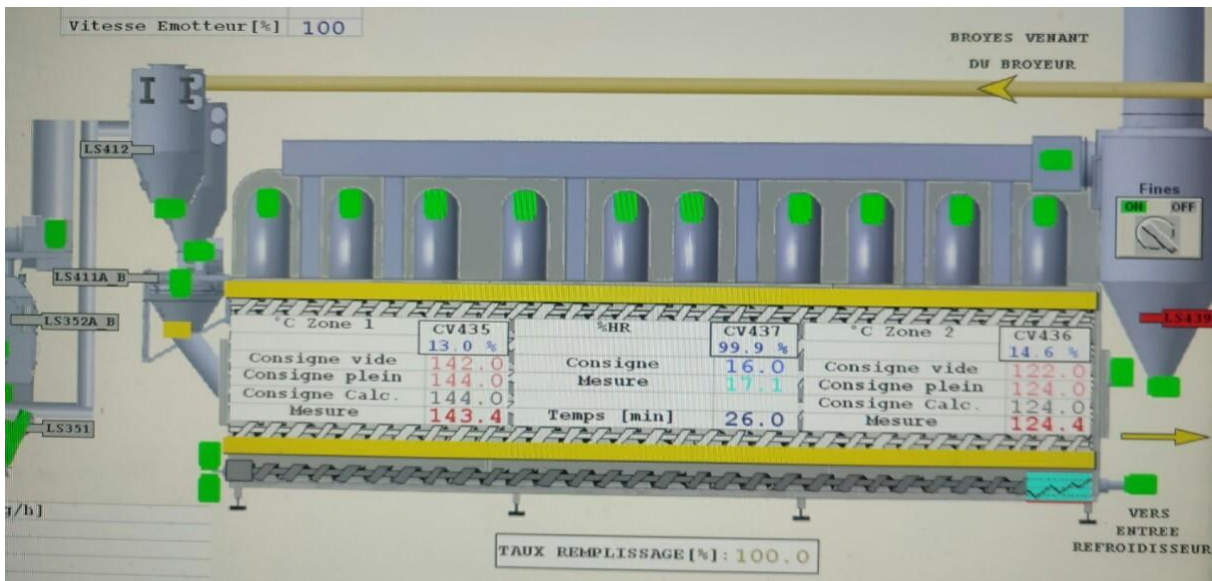 Vitesse Emotteur[%] 100
BROYES VENANT
DU BROYEUR
LS412
Fines
ON OFF
LS411A B
LS352A B
LS439
°C Zone 1 CV435
13.0 %
Consigne vide 142.0
Consigne plein 144.0
Consigne Calc. 144.0
Mesure 143.4
%HR CV437
99.9 %
Consigne 16.0
Mesure 17.1
Temps [min] 26.0
°C Zone 2 CV436
14.6 %
Consigne vide 122.0
Consigne plein 124.0
Consigne Calc. 124.0
Mesure 124.4
LS351
g/h]
VERS
ENTREE
REFROIDISSEUR
TAUX REMPLISSAGE[%]: 100.0